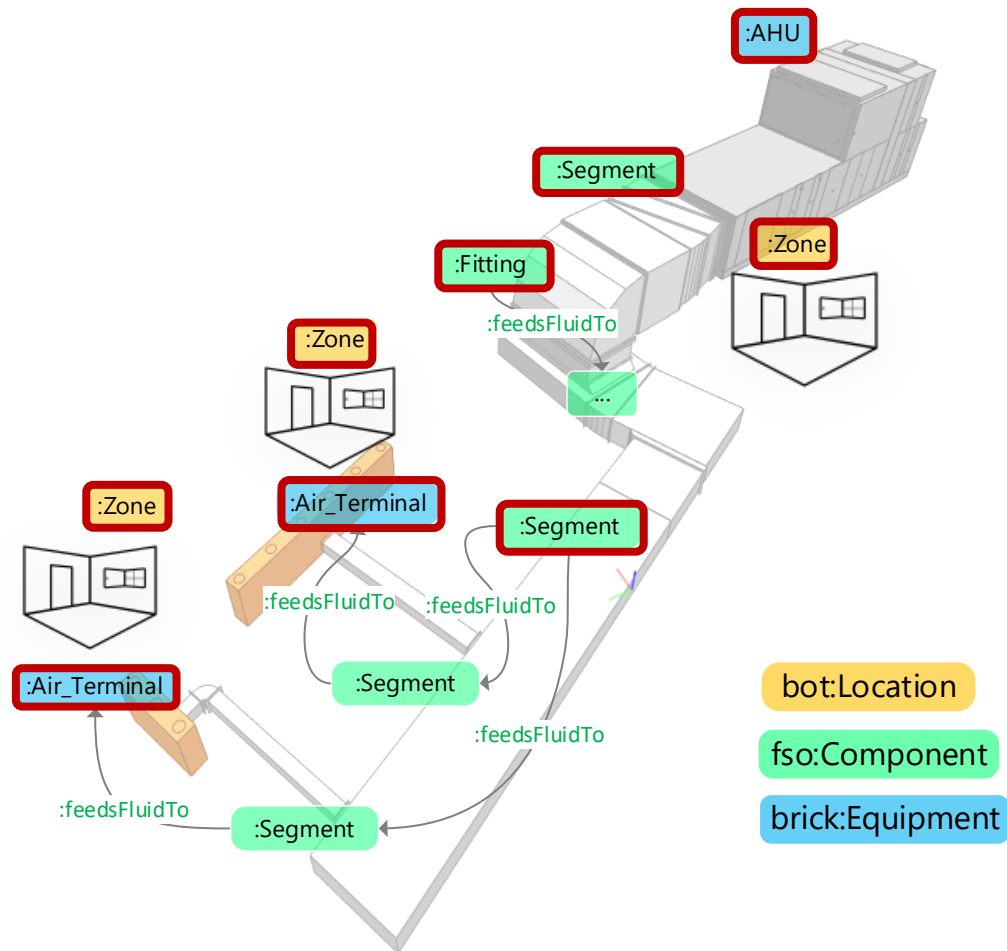 :AHU
:Segment
:Zone
:Fitting
:feedsFluidTo
:Zone
...
:Zone
:Air_Terminal
:Segment
:feedsFluidTo
:feedsFluidTo
:Air_Terminal
:Segment
bot:Location
:feedsFluidTo
fso:Component
:feedsFluidTo
:Segment
brick:Equipment